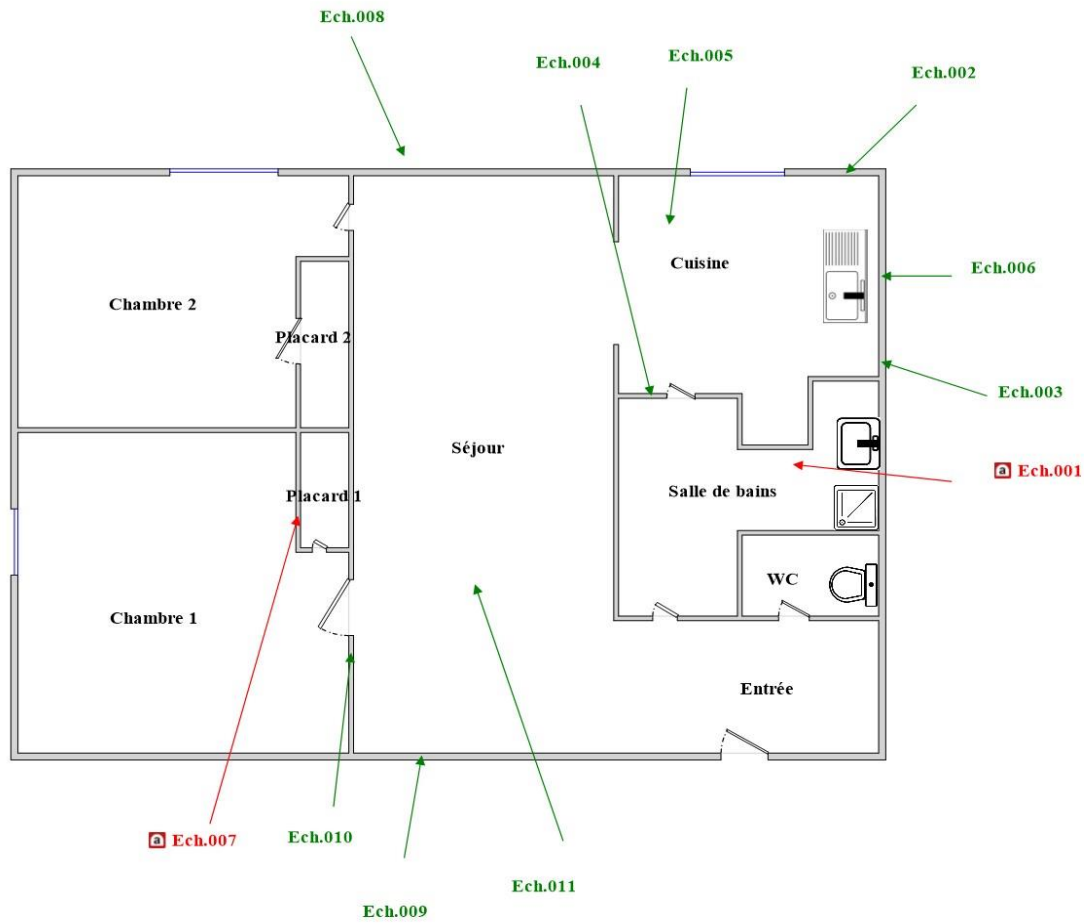 Ech.008
Ech.004
Ech.005
Ech.002
Cuisine
Ech.006
Chambre 2
Placard 2
Ech.003
Séjour
a Ech.001
Placard 1
Salle de bains
WC
Chambre 1
Entrée
a Ech.007
Ech.010
Ech.011
Ech.009